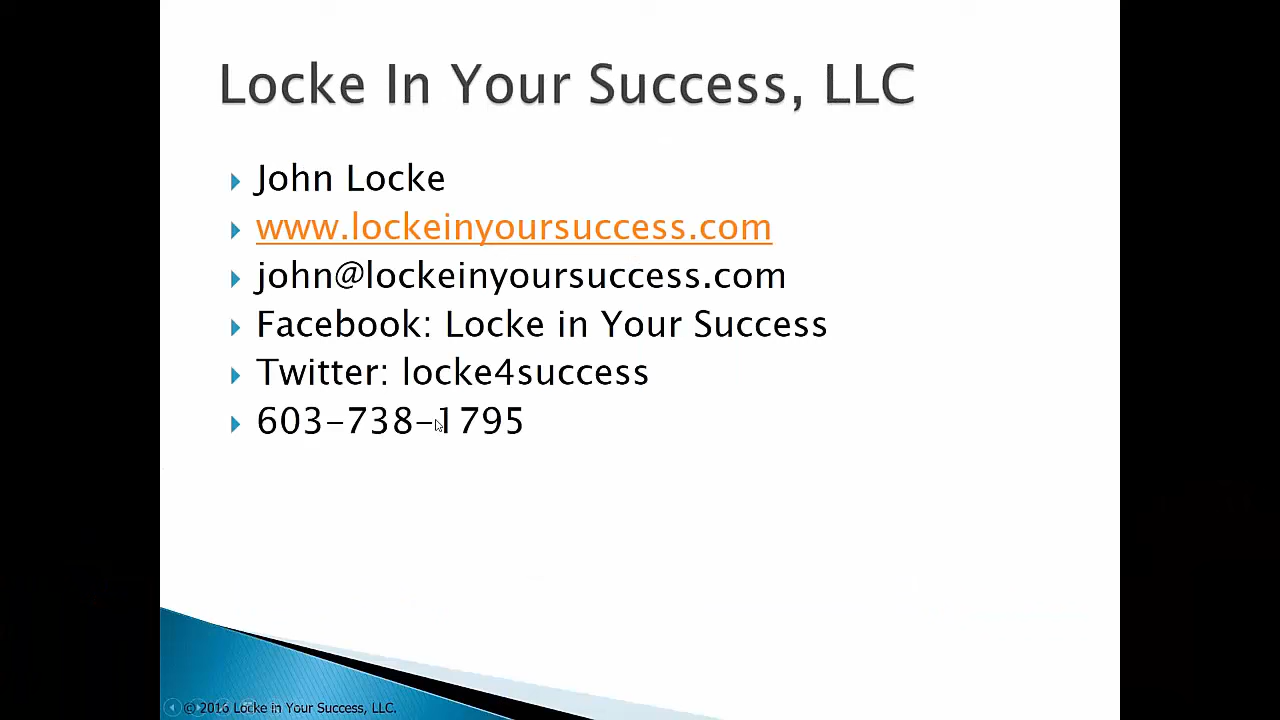 Locke In Your Success, LLC
John Locke
www.lockeinyoursuccess.com
john@lockeinyoursuccess.com
Facebook: Locke in Your Success
Twitter: locke4success
603-738-1795
© 2016 Locke in Your Success, LLC.